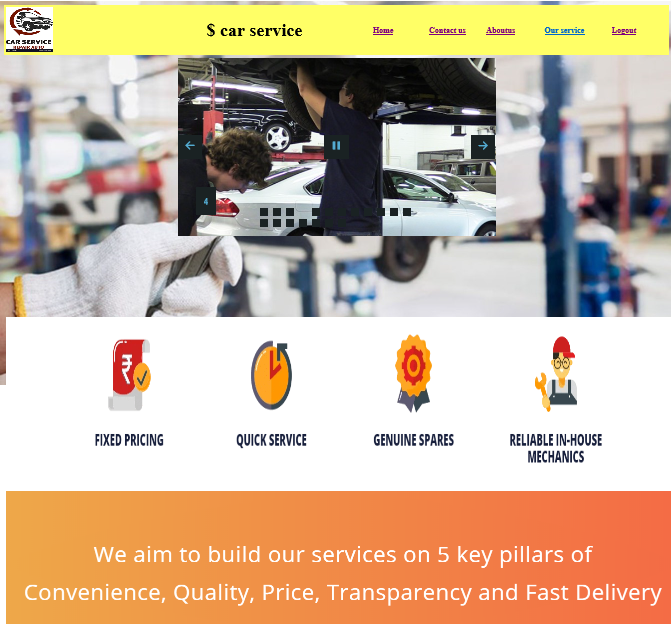 CAR SERVICE
REPAIR AUTO
$ car service
Home Contact us Aboutus Our service Logout
4
FIXED PRICING
QUICK SERVICE
GENUINE SPARES
RELIABLE IN-HOUSE
MECHANICS
We aim to build our services on 5 key pillars of
Convenience, Quality, Price, Transparency and Fast Delivery